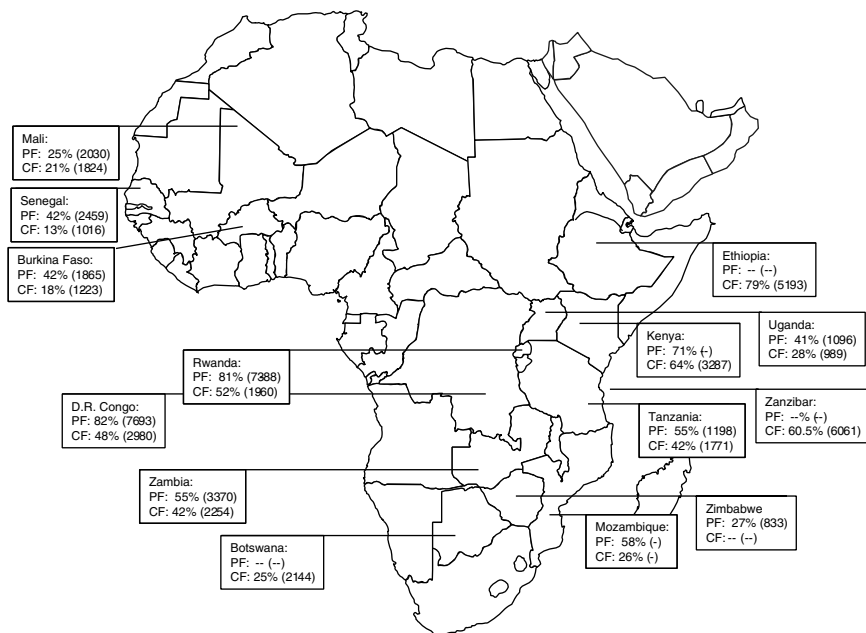 Mali:
PF: 25% (2030)
CF: 21% (1824)
Senegal:
PF: 42% (2459)
CF: 13% (1016)
Burkina Faso:
PF: 42% (1865)
CF: 18% (1223)
Ethiopia:
PF: -- (--)
CF: 79% (5193)
Uganda:
PF: 41% (1096)
CF: 28% (989)
Kenya:
PF: 71% (-)
CF: 64% (3287)
Rwanda:
PF: 81% (7388)
CF: 52% (1960)
D.R. Congo:
PF: 82% (7693)
CF: 48% (2980)
Zanzibar:
PF: --% (--)
CF: 60.5% (6061)
Tanzania:
PF: 55% (1198)
CF: 42% (1771)
Zambia:
PF: 55% (3370)
CF: 42% (2254)
Zimbabwe
PF: 27% (833)
CF: -- (--)
Mozambique:
PF: 58% (-)
CF: 26% (-)
Botswana:
PF: -- (--)
CF: 25% (2144)